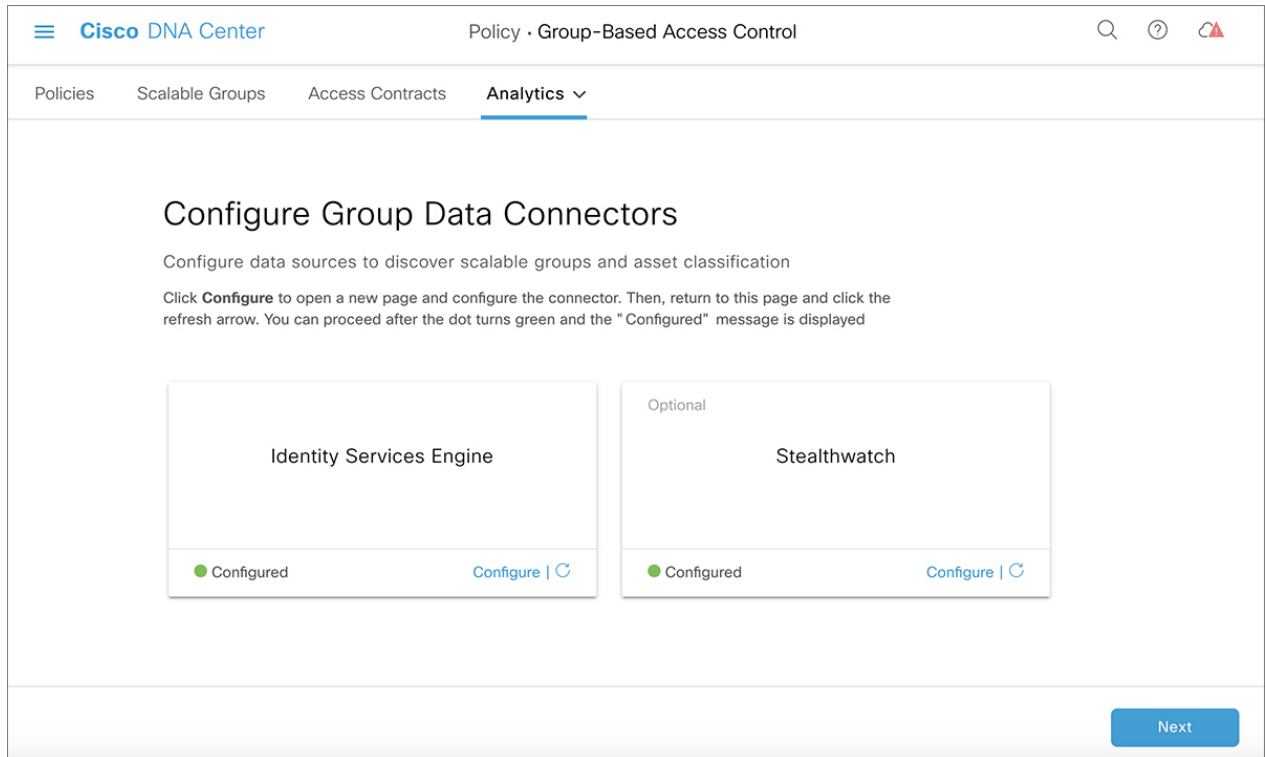 Cisco DNA Center
Policy · Group-Based Access Control
Policies
Scalable Groups
Access Contracts
Analytics
Configure Group Data Connectors
Configure data sources to discover scalable groups and asset classification
Click Configure to open a new page and configure the connector. Then, return to this page and click the
refresh arrow. You can proceed after the dot turns green and the "Configured" message is displayed
Identity Services Engine
Configured
Configure |
Optional
Stealthwatch
Configured
Configure |
Next